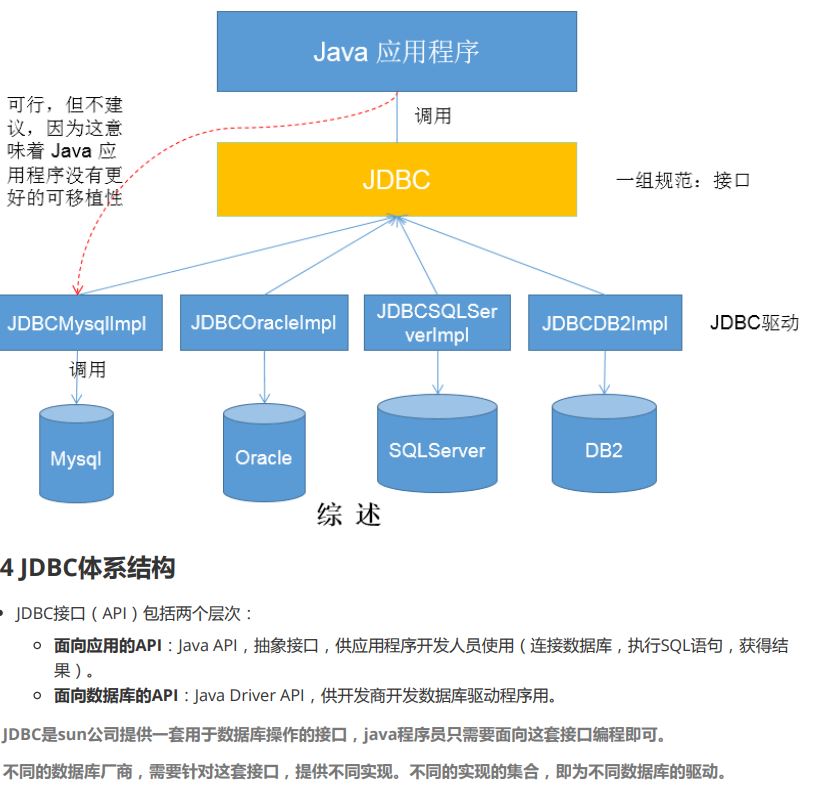 Java 应用程序
可行，但不建
议，因为这意
味着 Java 应
用程序没有更
好的可移植性
调用
JDBC
一组规范：接口
JDBCMysqlImpl
JDBCOracleImpl
JDBCSQLSer
verImpl
JDBCDB2Impl
JDBC驱动
调用
Mysql
Oracle
SQLServer
DB2
综 述
4 JDBC体系结构
JDBC接口（API）包括两个层次：
面向应用的API：Java API，抽象接口，供应用程序开发人员使用（连接数据库，执行SQL语句，获得结
果）。
面向数据库的API：Java Driver API，供开发商开发数据库驱动程序用。
JDBC是sun公司提供一套用于数据库操作的接口，java程序员只需要面向这套接口编程即可。
不同的数据库厂商，需要针对这套接口，提供不同实现。不同的实现的集合，即为不同数据库的驱动。